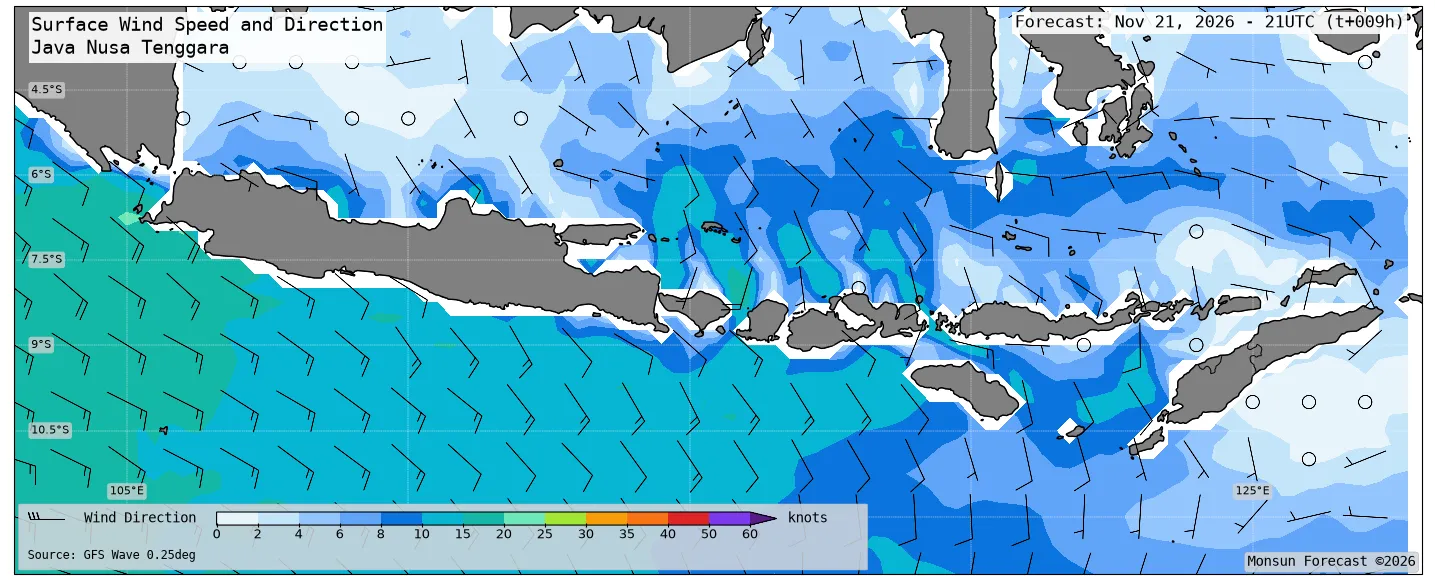 Surface Wind Speed and Direction
Java Nusa Tenggara
Forecast: Nov 21, 2026 - 21UTC (t+009h)
4.5°S
6°S
7.5°S
9°S
10.5°S
105°E
125°E
Wind Direction
0 2 4 6 8 10 15 20 25 30 35 40 50 60
knots
Source: GFS Wave 0.25deg
Monsun Forecast ©2026